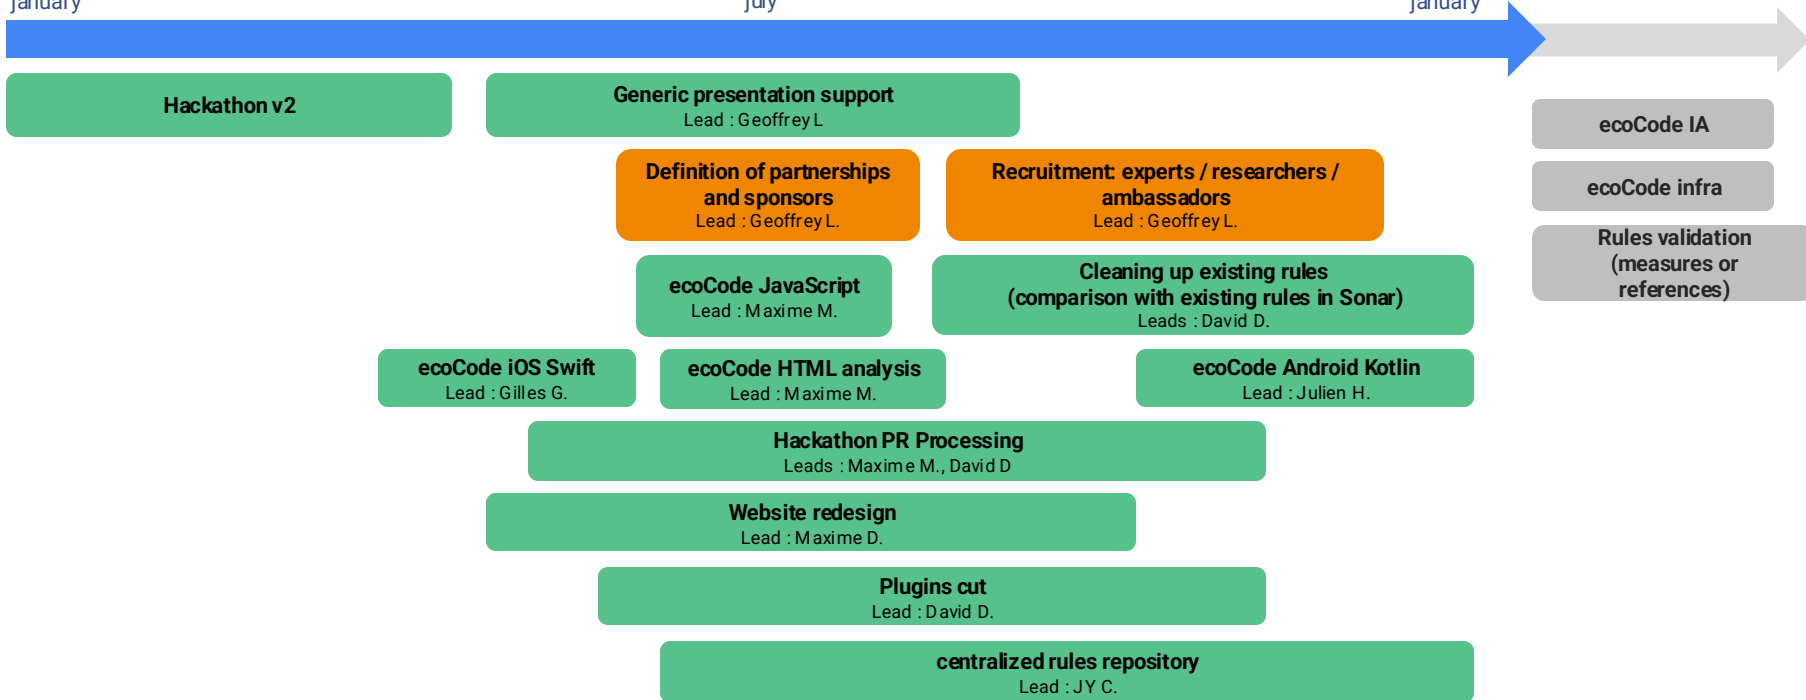 january
july
january
Hackathon v2
Generic presentation support
Lead : Geoffrey L
ecoCode IA
Definition of partnerships
and sponsors
Lead : Geoffrey L.
Recruitment: experts / researchers /
ambassadors
Lead : Geoffrey L.
ecoCode infra
Rules validation
(measures or
references)
ecoCode JavaScript
Lead : Maxime M.
Cleaning up existing rules
(comparison with existing rules in Sonar)
Leads : David D.
ecoCode iOS Swift
Lead : Gilles G.
ecoCode HTML analysis
Lead : Maxime M.
ecoCode Android Kotlin
Lead : Julien H.
Hackathon PR Processing
Leads : Maxime M., David D
Website redesign
Lead : Maxime D.
Plugins cut
Lead : David D.
centralized rules repository
Lead : JY C.